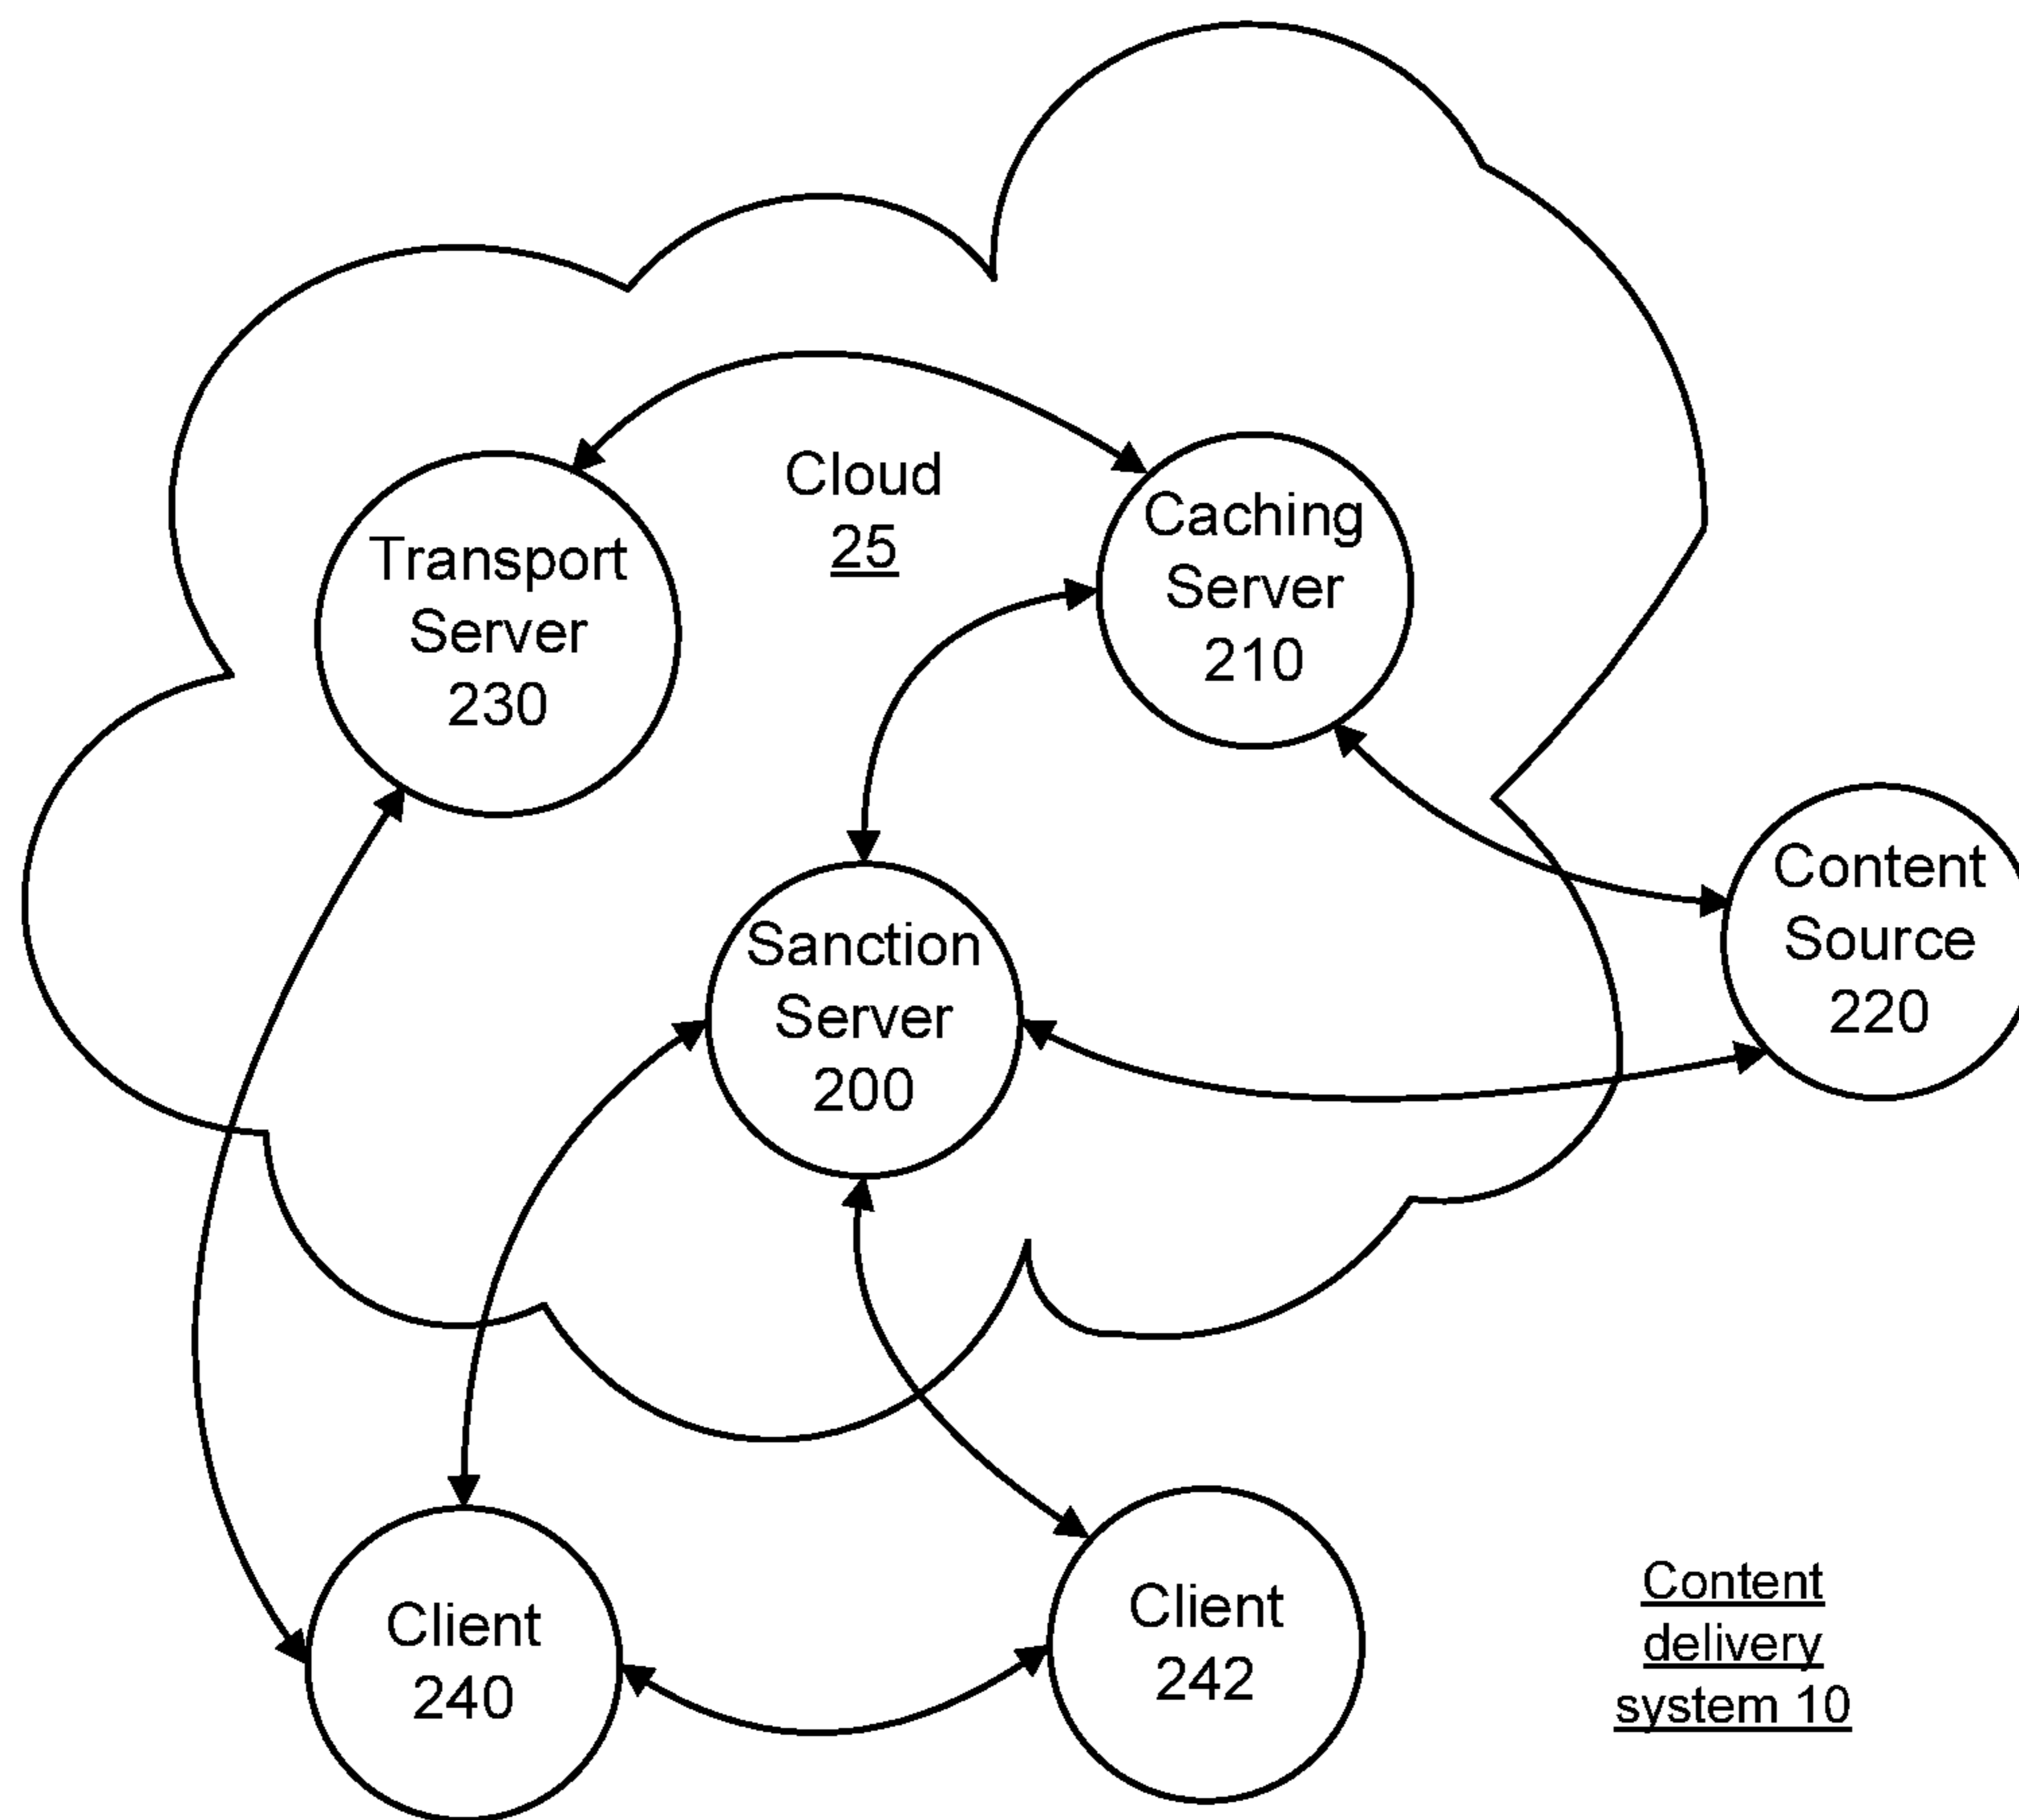 Cloud
25
Transport
Server
230
Caching
Server
210
Content
Source
220
Sanction
Server
200
Client
240
Client
242
Content
delivery
system 10